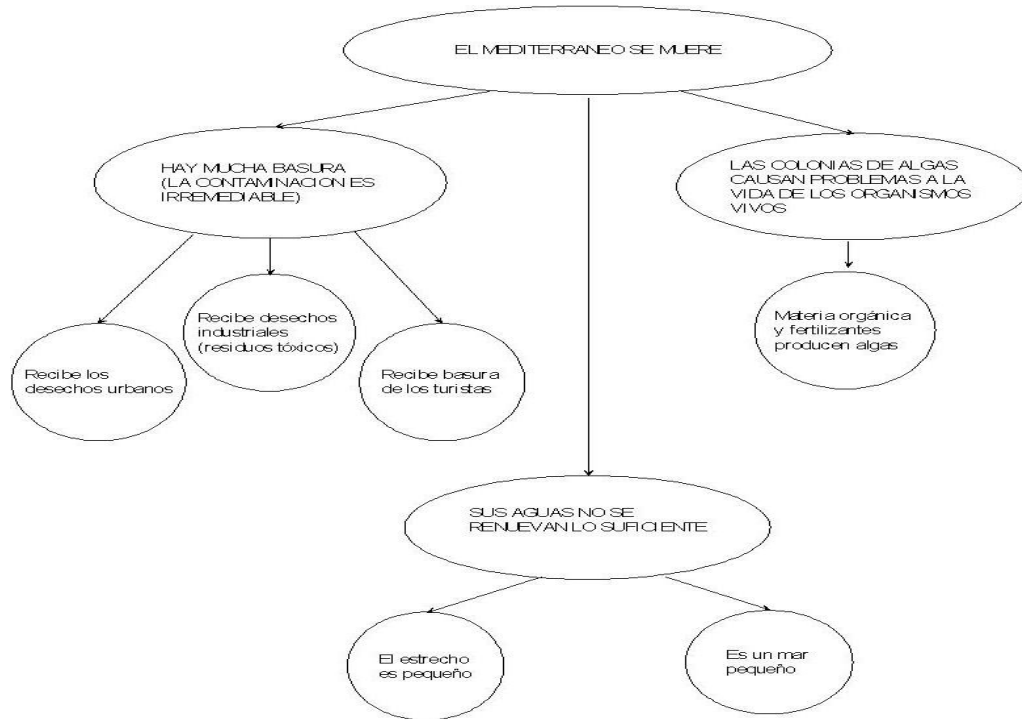 EL MEDITERRANEO SE MUERE
HAY MUCHA BASURA
(LA CONTAMINACION ES
IRREMEDIABLE)
LAS COLONIAS DE ALGAS
CAUSAN PROBLEMAS A LA
VIDA DE LOS ORGANISMOS
VIVOS
Recibe los
desechos urbanos
Recibe desechos
industriales
(residuos tóxicos)
Recibe basura
de los turistas
Materia orgánica
y fertilizantes
producen algas
SUS AGUAS NO SE
RENUEVAN LO SUFICIENTE
El estrecho
es pequeño
Es un mar
pequeño